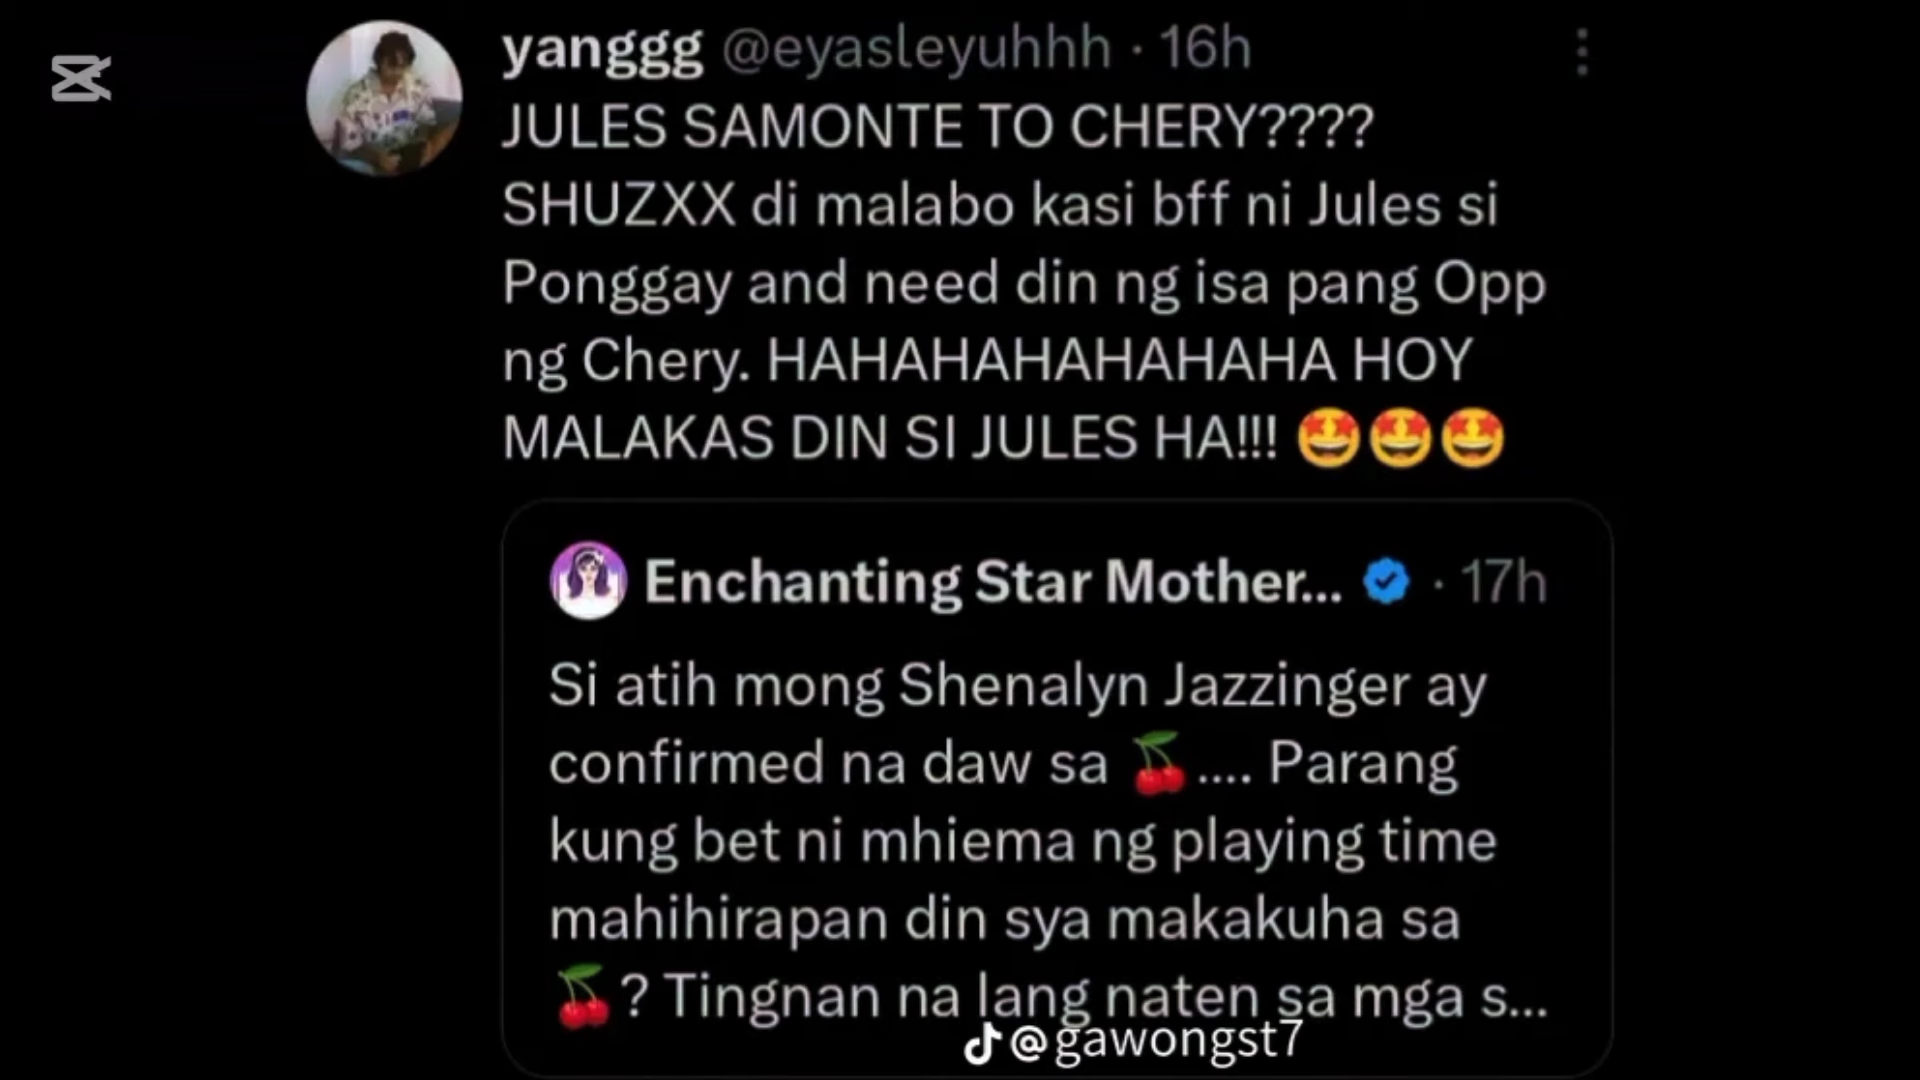 yanggg @eyasleyuhhh · 16h
JULES SAMONTE TO CHERY????
SHUZXX di malabo kasi bff ni Jules si
Ponggay and need din ng isa pang Opp
ng Chery. HAHAHAHAHAHAHA HOY
MALAKAS DIN SI JULES HA!!! 🤩🤩🤩
Enchanting Star Mother... · 17h
Si atih mong Shenalyn Jazzinger ay
confirmed na daw sa 🍒.... Parang
kung bet ni mhiema ng playing time
mahihirapan din sya makakuha sa
🍒? Tingnan na lang naten sa mga s...
@gawongst7